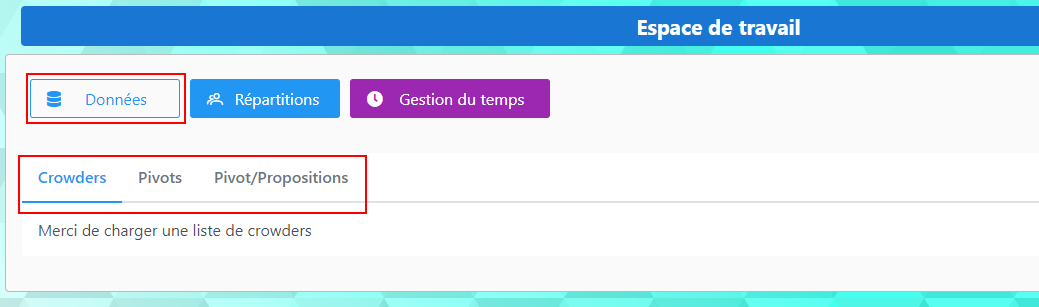 Espace de travail
Données Répartitions Gestion du temps
Crowders Pivots Pivot/Propositions
Merci de charger une liste de crowders